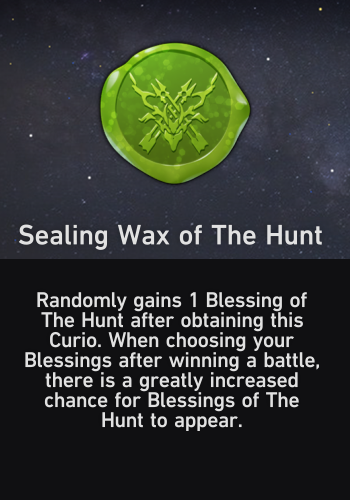 Sealing Wax of The Hunt
Randomly gains 1 Blessing of
The Hunt after obtaining this
Curio. When choosing your
Blessings after winning a battle,
there is a greatly increased
chance for Blessings of The
Hunt to appear.